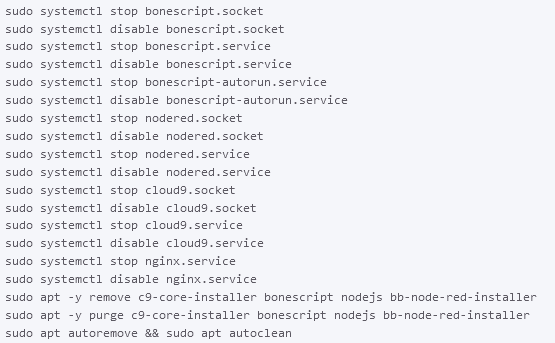 sudo systemctl stop bonescript.socket
sudo systemctl disable bonescript.socket
sudo systemctl stop bonescript.service
sudo systemctl disable bonescript.service
sudo systemctl stop bonescript-autorun.service
sudo systemctl disable bonescript-autorun.service
sudo systemctl stop nodered.socket
sudo systemctl disable nodered.socket
sudo systemctl stop nodered.service
sudo systemctl disable nodered.service
sudo systemctl stop cloud9.socket
sudo systemctl disable cloud9.socket
sudo systemctl stop cloud9.service
sudo systemctl disable cloud9.service
sudo systemctl stop nginx.service
sudo systemctl disable nginx.service
sudo apt -y remove c9-core-installer bonescript nodejs bb-node-red-installer
sudo apt -y purge c9-core-installer bonescript nodejs bb-node-red-installer
sudo apt autoremove && sudo apt autoclean